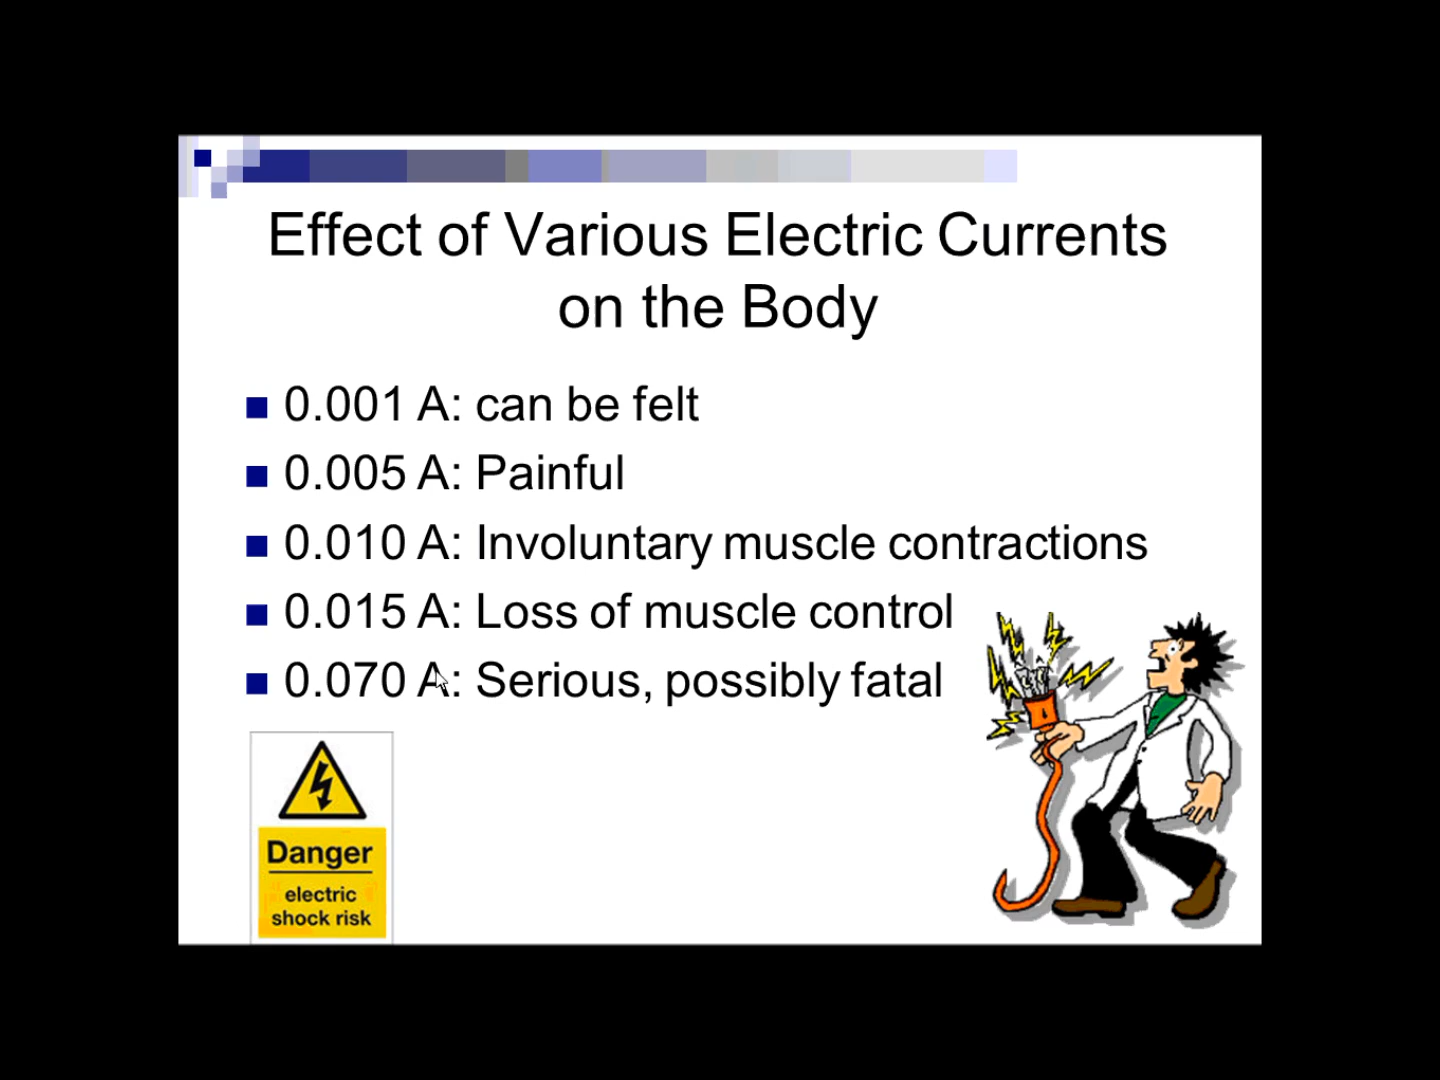 Effect of Various Electric Currents
on the Body
0.001 A: can be felt
0.005 A: Painful
0.010 A: Involuntary muscle contractions
0.015 A: Loss of muscle control
0.070 A: Serious, possibly fatal
Danger
electric
shock risk